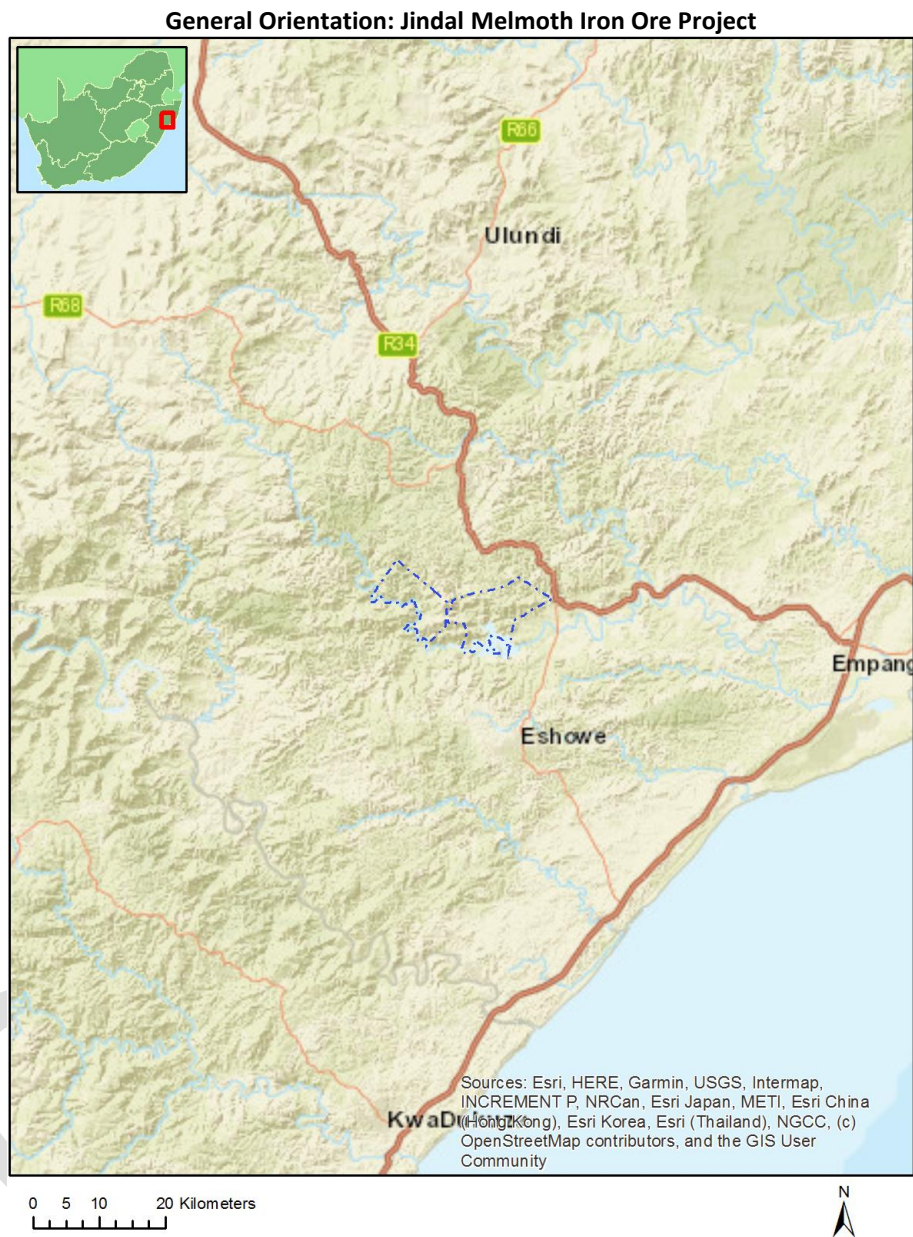 General Orientation: Jindal Melmoth Iron Ore Project
R66
Ulundi
R68
R34
Empang
Eshowe
Sources: Esri, HERE, Garmin, USGS, Intermap,
INCREMENT P, NRCan, Esri Japan, METI, Esri China
(Hong Kong), Esri Korea, Esri (Thailand), NGCC, (c)
OpenStreetMap contributors, and the GIS User
Community
0 5 10 20 Kilometers
N